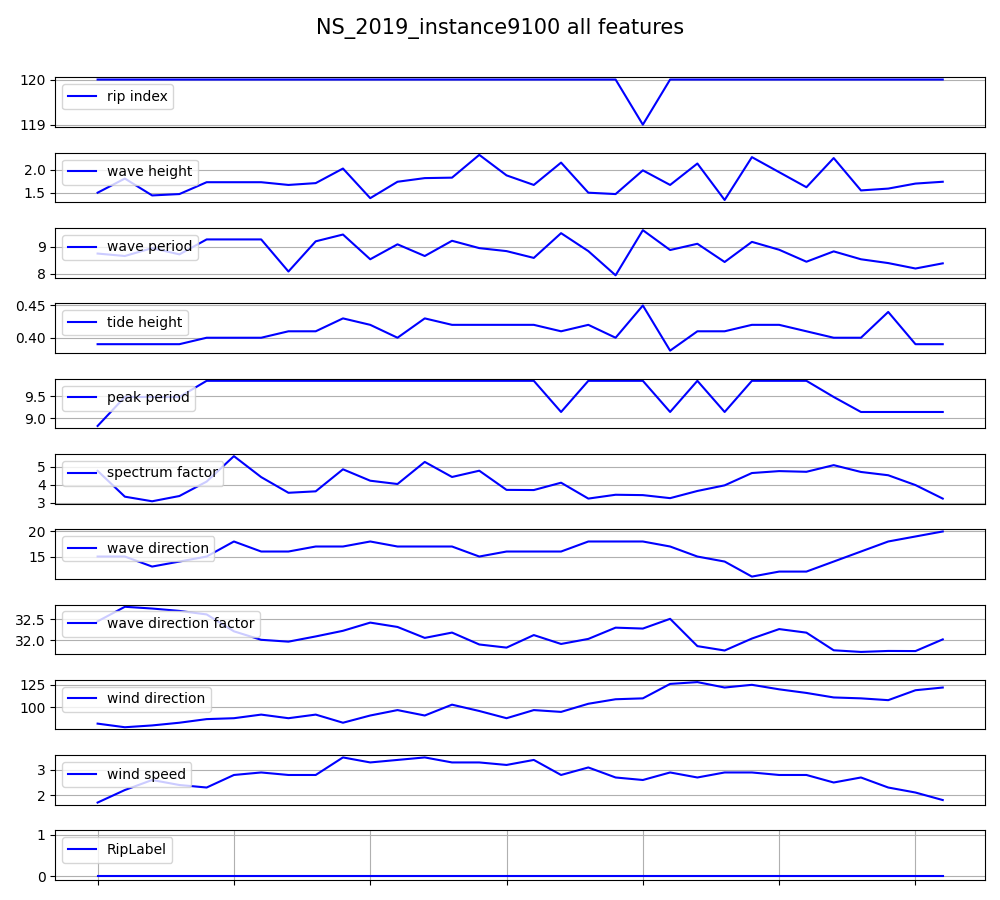 NS_2019_instance9100 all features
120
119
rip index
2.0
1.5
wave height
9
8
wave period
0.45
0.40
tide height
9.5
9.0
peak period
5
4
3
spectrum factor
20
15
wave direction
32.5
32.0
wave direction factor
125
100
wind direction
3
2
wind speed
1
0
RipLabel